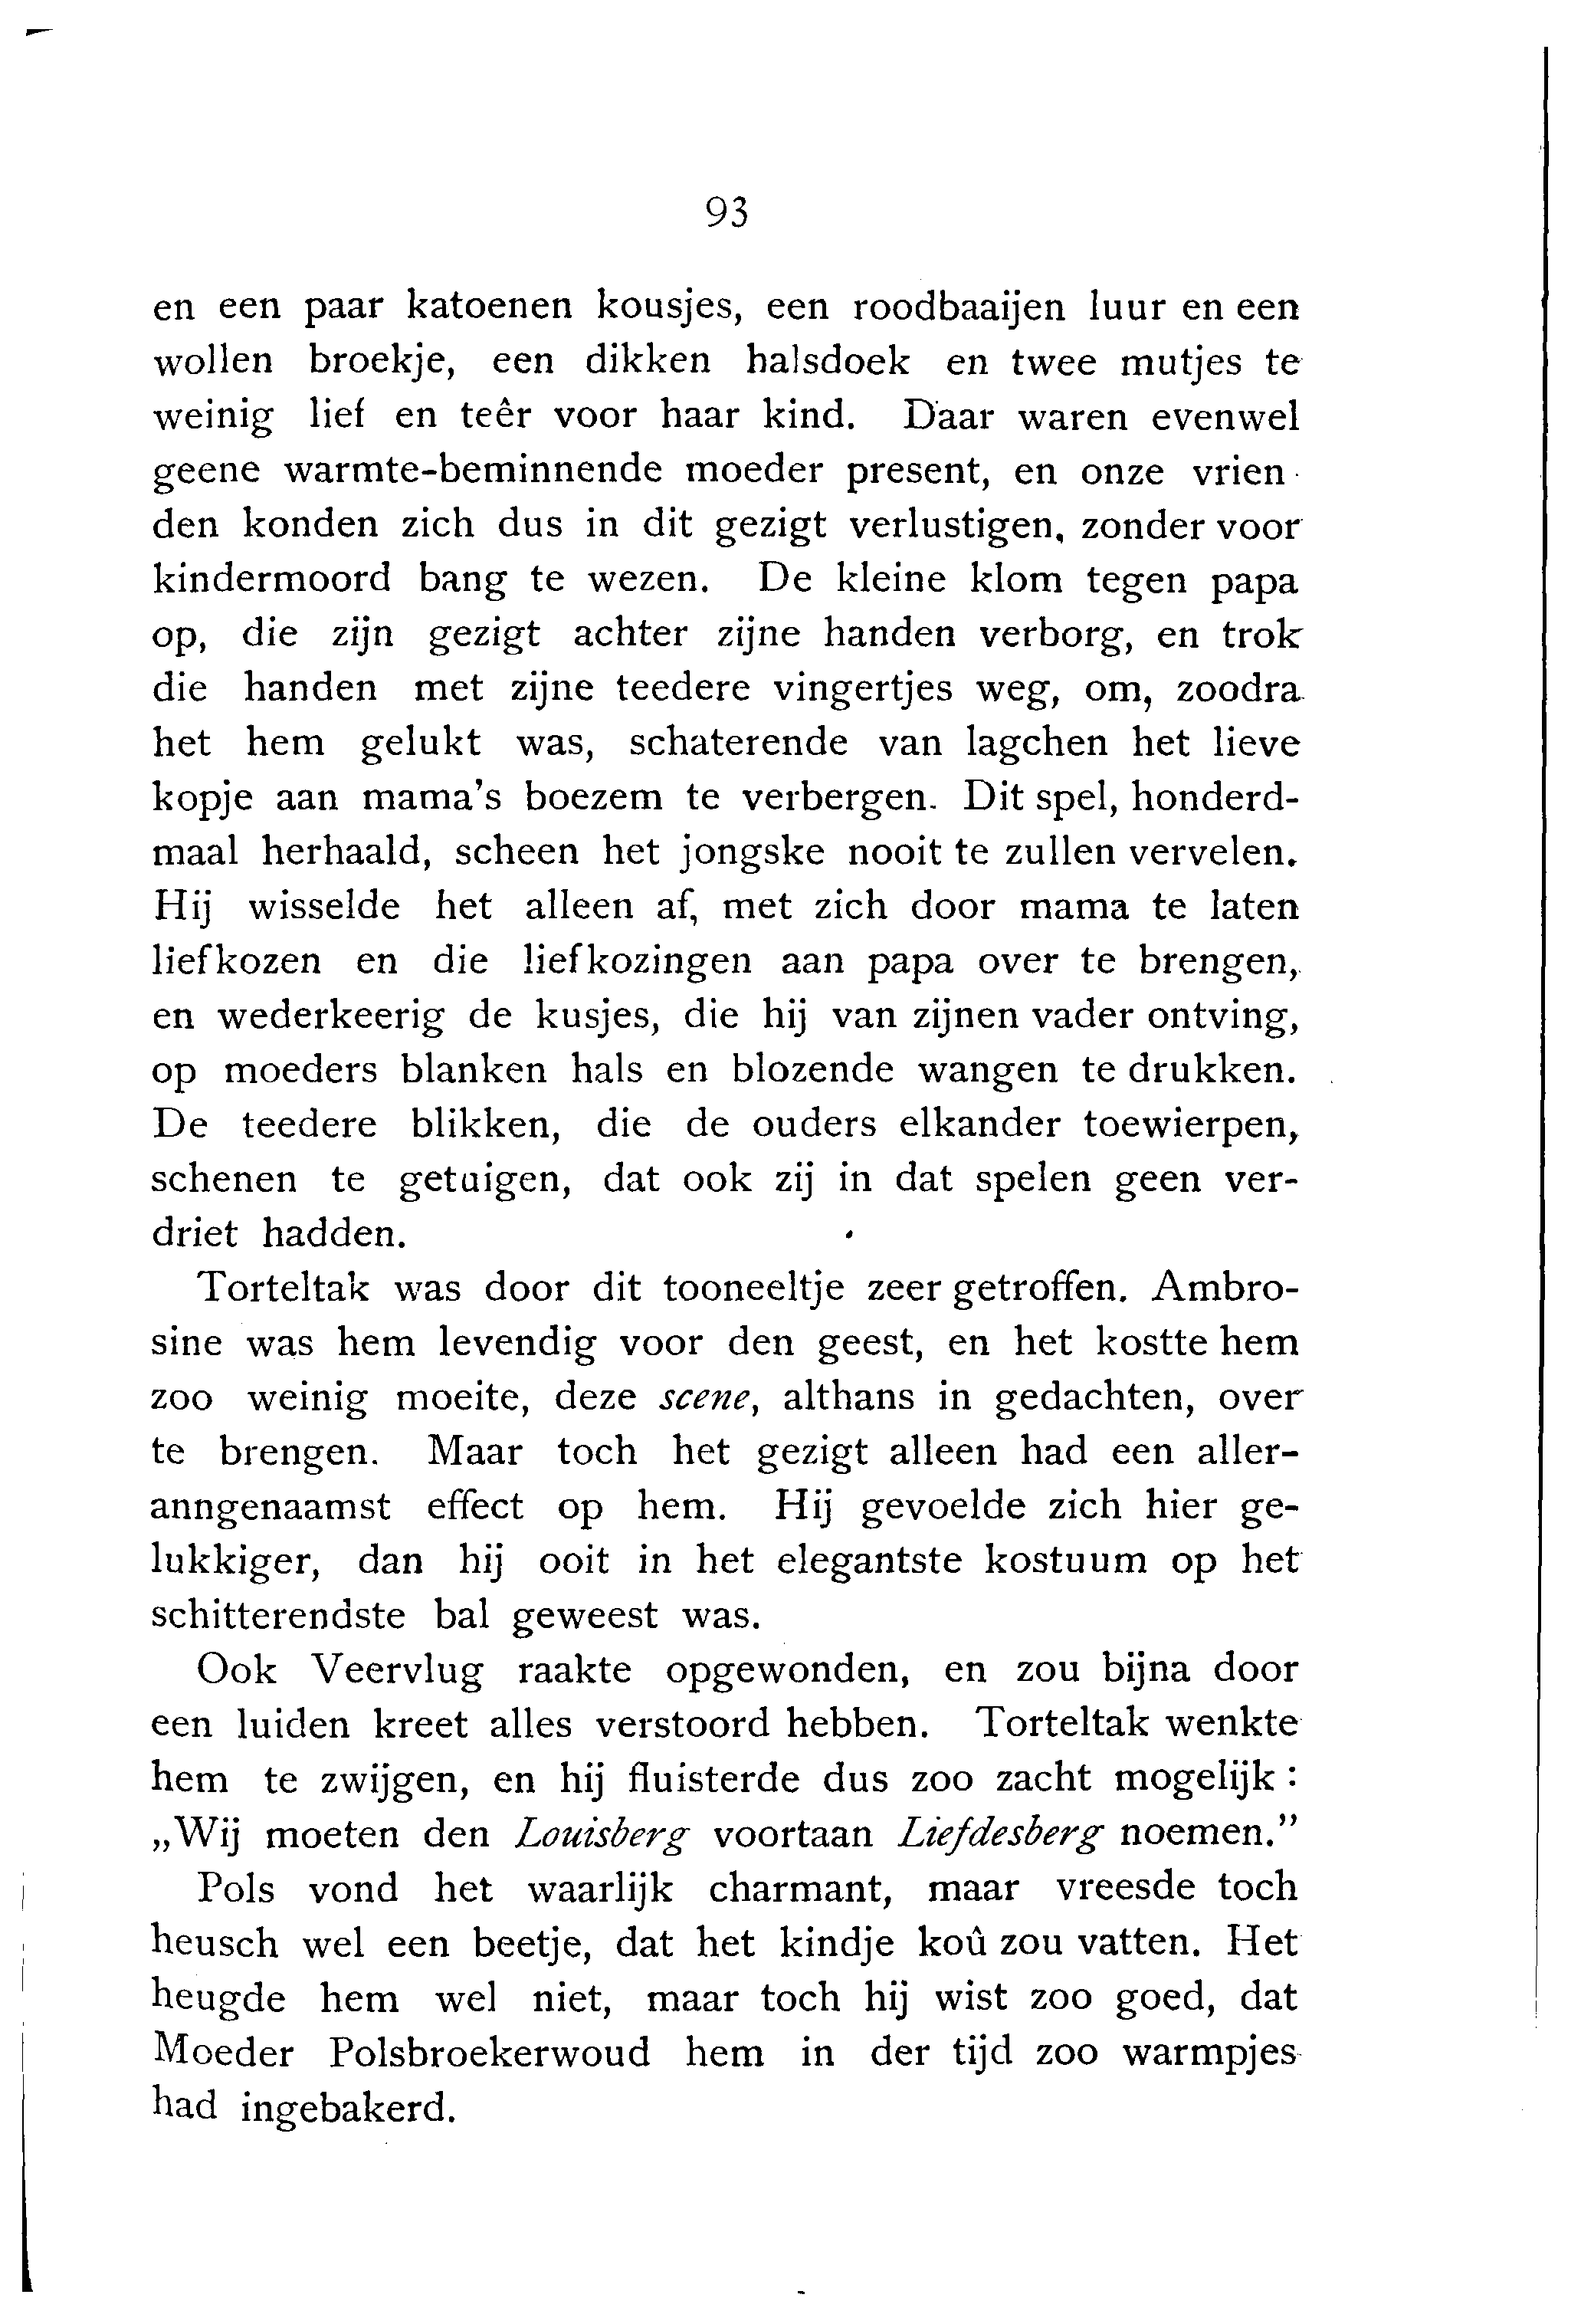 93
en een paar katoenen kousjes, een roodbaaijen luur en een
wollen broekje, een dikken halsdoek en twee mutjes te
weinig lief en teêr voor haar kind. Daar waren evenwel
geene warmte-beminnende moeder present, en onze vrien-
den konden zich dus in dit gezigt verlustigen, zonder voor
kindermoord bang te wezen. De kleine klom tegen papa
op, die zijn gezigt achter zijne handen verborg, en trok
die handen met zijne teedere vingertjes weg, om, zoodra
het hem gelukt was, schaterende van lagchen het lieve
kopje aan mama's boezem te verbergen. Dit spel, honderd-
maal herhaald, scheen het jongske nooit te zullen vervelen.
Hij wisselde het alleen af, met zich door mama te laten
liefkozen en die liefkozingen aan papa over te brengen,
en wederkeerig de kusjes, die hij van zijnen vader ontving,
op moeders blanken hals en blozende wangen te drukken.
De teedere blikken, die de ouders elkander toewierpen,
schenen te getuigen, dat ook zij in dat spelen geen ver-
driet hadden.
Torteltak was door dit tooneeltje zeer getroffen. Ambro-
sine was hem levendig voor den geest, en het kostte hem
zoo weinig moeite, deze scene, althans in gedachten, over
te brengen. Maar toch het gezigt alleen had een aller-
anngenaamst effect op hem. Hij gevoelde zich hier ge-
lukkiger, dan hij ooit in het elegantste kostuum op het
schitterendste bal geweest was.
Ook Veervlug raakte opgewonden, en zou bijna door
een luiden kreet alles verstoord hebben. Torteltak wenkte
hem te zwijgen, en hij fluisterde dus zoo zacht mogelijk:
„Wij moeten den Louisberg voortaan Liefdesberg noemen.”
Pols vond het waarlijk charmant, maar vreesde toch
heusch wel een beetje, dat het kindje koû zou vatten. Het
heugde hem wel niet, maar toch hij wist zoo goed, dat
Moeder Polsbroekerwoud hem in der tijd zoo warmpjes
had ingebakerd.